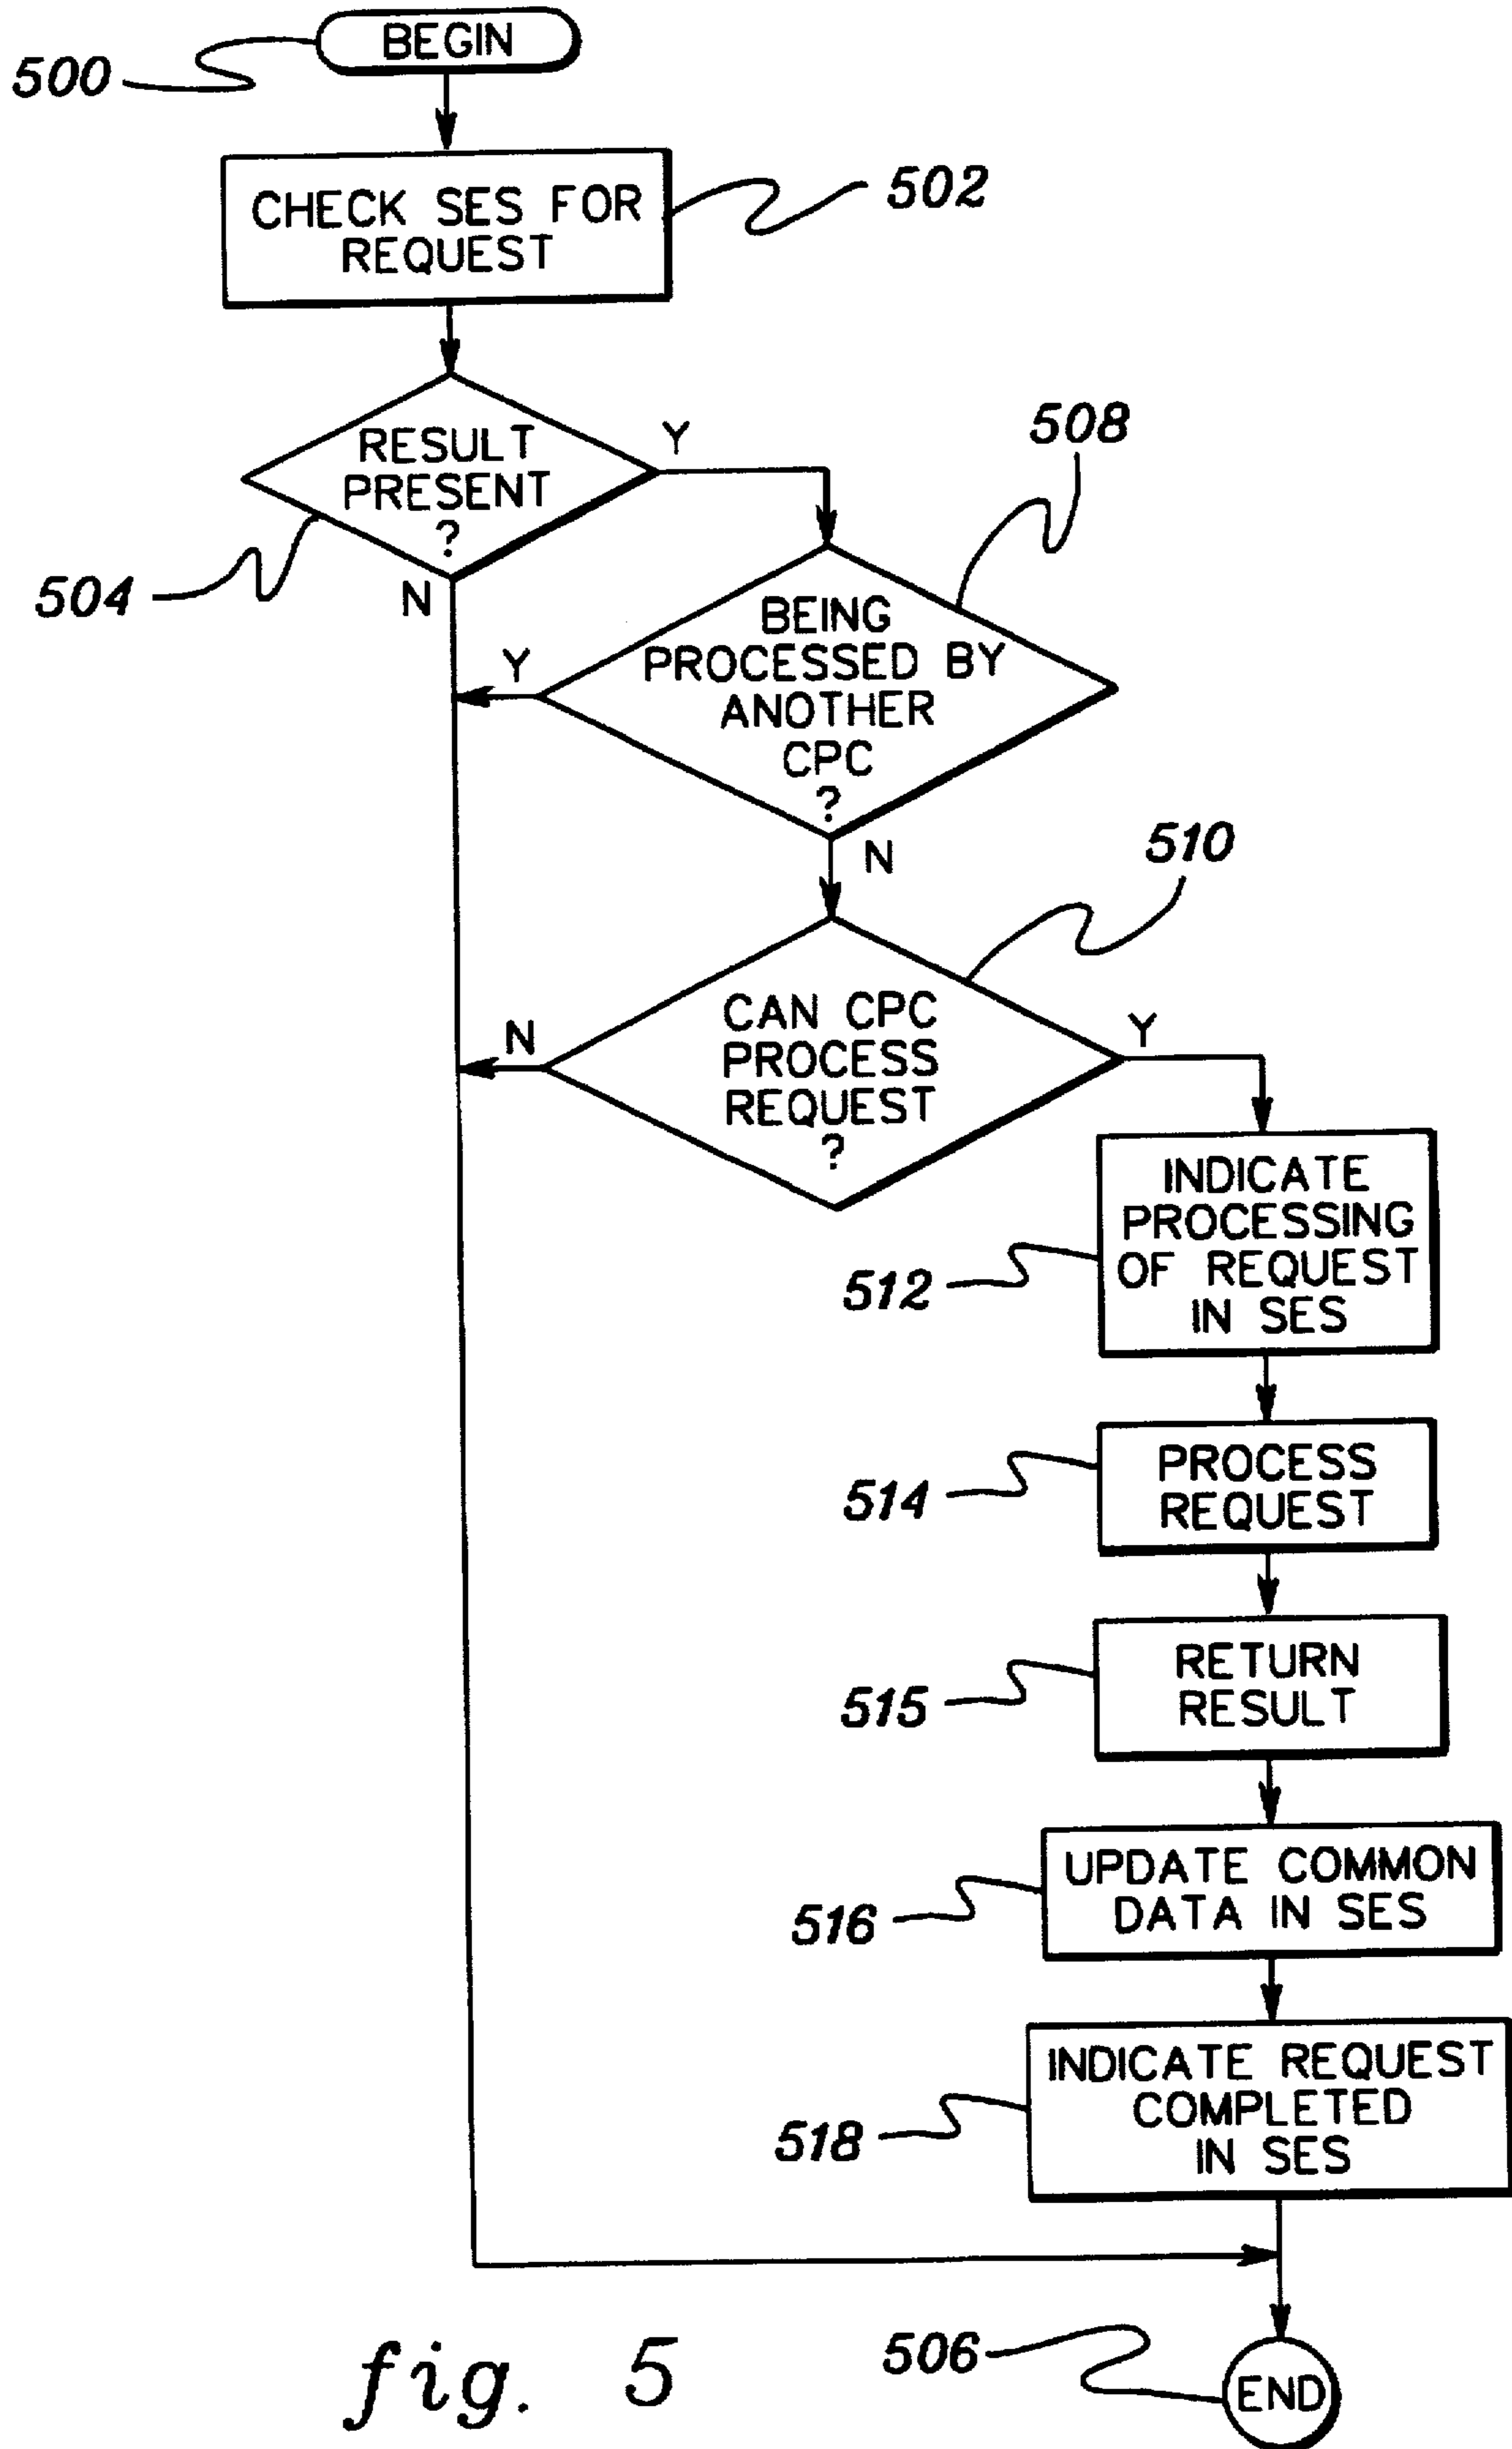 BEGIN
500
CHECK SES FOR
REQUEST
502
RESULT
PRESENT
?
Y
N
504
508
BEING
PROCESSED BY
ANOTHER
CPC
?
Y
N
510
CAN CPC
PROCESS
REQUEST
?
N
Y
INDICATE
PROCESSING
OF REQUEST
IN SES
512
PROCESS
REQUEST
514
RETURN
RESULT
515
UPDATE COMMON
DATA IN SES
516
INDICATE REQUEST
COMPLETED
IN SES
518
506
END
fig. 5